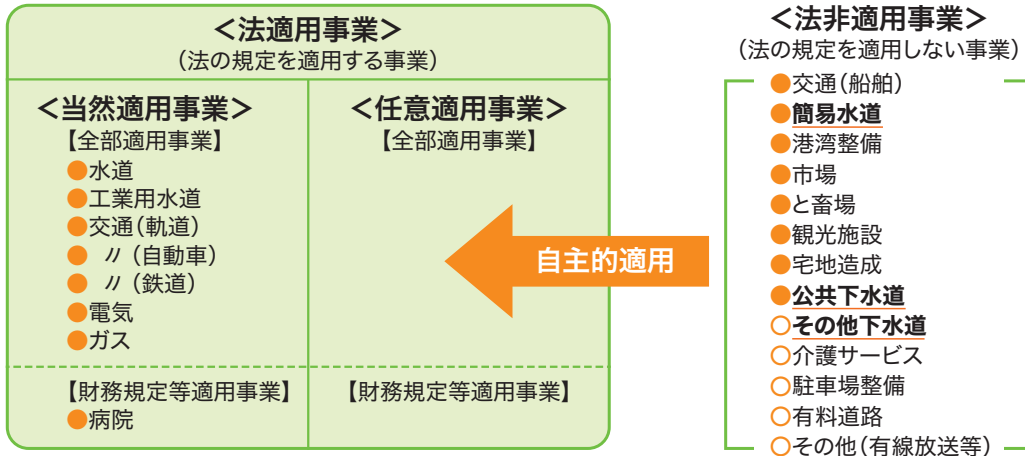 ＜法適用事業＞
（法の規定を適用する事業）
＜当然適用事業＞
【全部適用事業】
●水道
●工業用水道
●交通（軌道）
● 〃（自動車）
● 〃（鉄道）
●電気
●ガス
【財務規定等適用事業】
●病院
＜任意適用事業＞
【全部適用事業】
【財務規定等適用事業】
自主的適用
＜法非適用事業＞
（法の規定を適用しない事業）
●交通（船舶）
●簡易水道
●港湾整備
●市場
●と畜場
●観光施設
●宅地造成
●公共下水道
○その他下水道
○介護サービス
○駐車場整備
○有料道路
○その他（有線放送等）